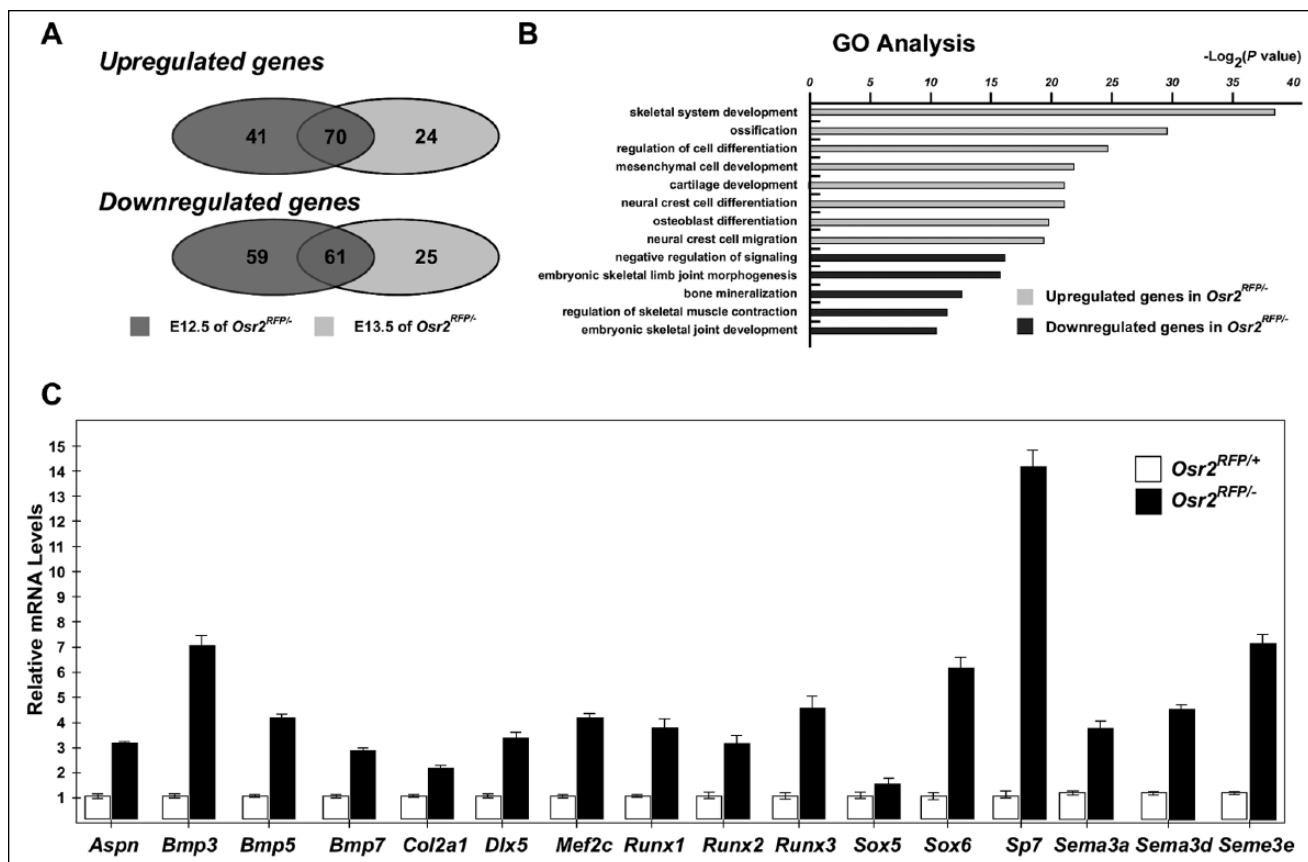 A
Upregulated genes
41 70 24
Downregulated genes
59 61 25
E12.5 of Osr2RFP/- E13.5 of Osr2RFP/-
B
GO Analysis
-Log2(P value)
0 5 10 15 20 25 30 35 40
skeletal system development
ossification
regulation of cell differentiation
mesenchymal cell development
cartilage development
neural crest cell differentiation
osteoblast differentiation
neural crest cell migration
negative regulation of signaling
embryonic skeletal limb joint morphogenesis
bone mineralization
regulation of skeletal muscle contraction
embryonic skeletal joint development
Upregulated genes in Osr2RFP/-
Downregulated genes in Osr2RFP/-
C
Relative mRNA Levels
15
14
13
12
11
10
9
8
7
6
5
4
3
2
1
Osr2RFP/+
Osr2RFP/-
Aspn Bmp3 Bmp5 Bmp7 Col2a1 Dlx5 Mef2c Runx1 Runx2 Runx3 Sox5 Sox6 Sp7 Sema3a Sema3d Seme3e